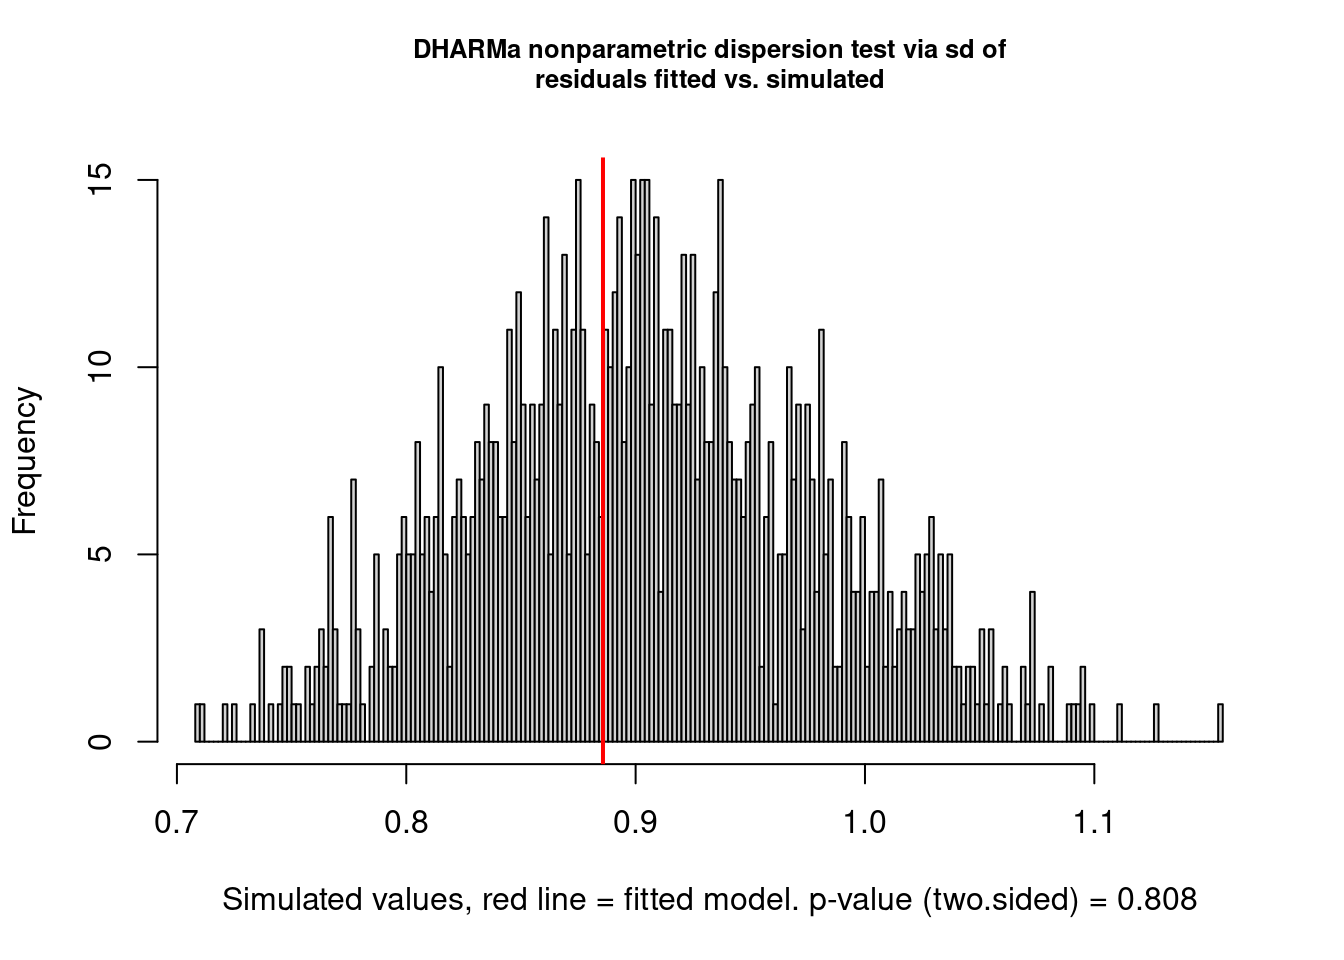 DHARMa nonparametric dispersion test via sd of
residuals fitted vs. simulated
15
10
5
0
Frequency
0.7 0.8 0.9 1.0 1.1
Simulated values, red line = fitted model. p-value (two.sided) = 0.808